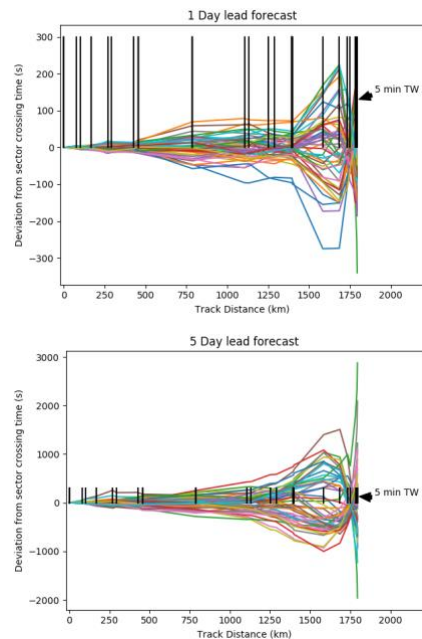 1 Day lead forecast
300
200
100
0
−100
−200
−300
Deviation from sector crossing time (s)
5 min TW
0 250 500 750 1000 1250 1500 1750 2000
Track Distance (km)
5 Day lead forecast
3000
2000
1000
0
−1000
−2000
Deviation from sector crossing time (s)
5 min TW
0 250 500 750 1000 1250 1500 1750 2000
Track Distance (km)